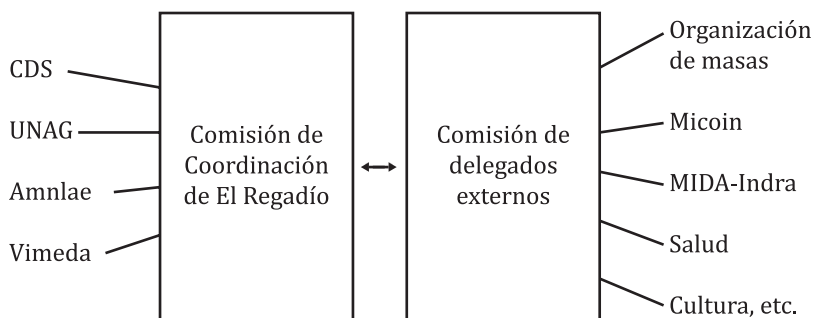 CDS
UNAG
Amnlae
Vimeda
Comisión de
Coordinación
de El Regadío
Comisión de
delegados
externos
Organización
de masas
Micoin
MIDA-Indra
Salud
Cultura, etc.